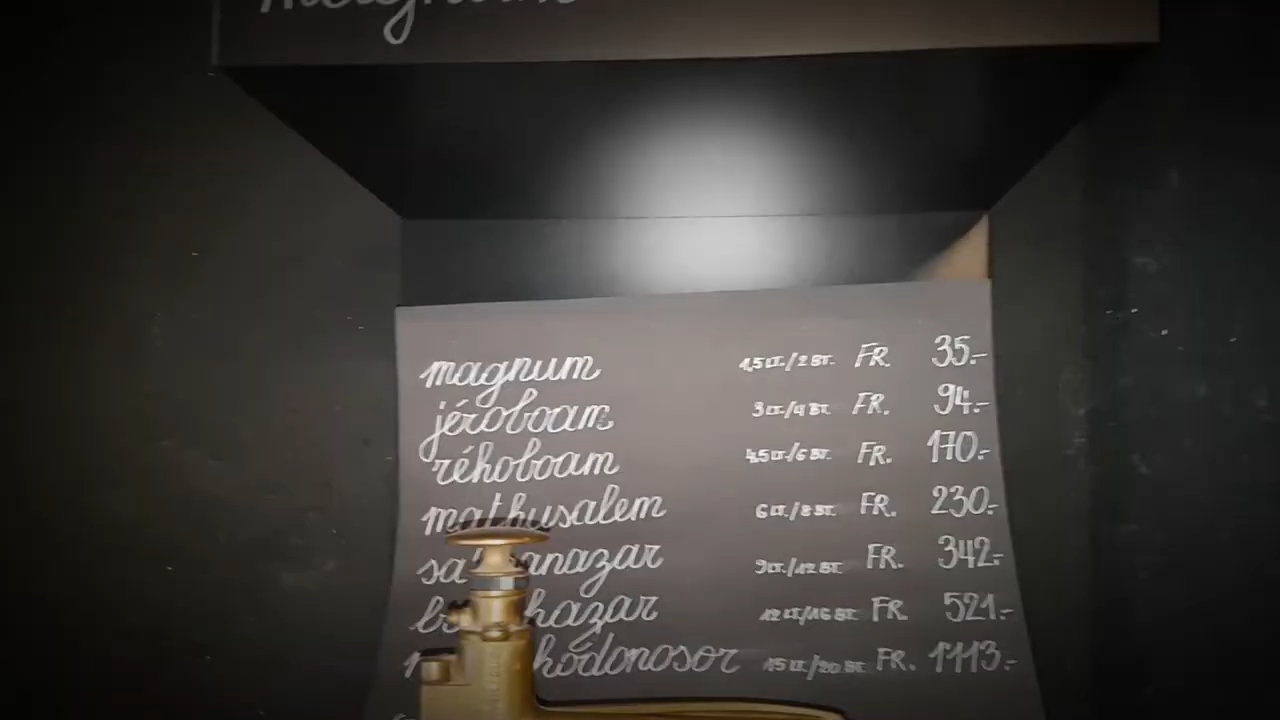 magnum 1,5 LT./2 BT. FR. 35.-
jéroboam 3 LT./4 BT. FR. 94.-
réhoboam 4,5 LT./6 BT. FR. 170.-
mathusalem 6 LT./8 BT. FR. 230.-
9 LT./12 BT. FR. 342.-
12 LT./16 BT. FR. 521.-
15 LT./20 BT. FR. 1'113.-